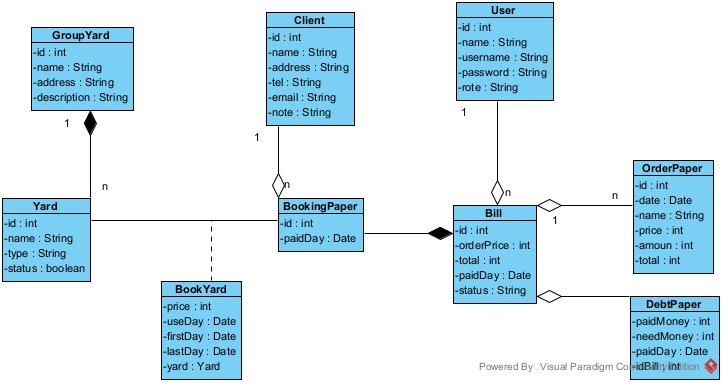 GroupYard
-id : int
-name : String
-address : String
-description : String
Client
-id : int
-name : String
-address : String
-tel : String
-email : String
-note : String
User
-id : int
-name : String
-username : String
-password : String
-rote : String
1
n
1
n
1
n
Yard
-id : int
-name : String
-type : String
-status : boolean
BookingPaper
-id : int
-paidDay : Date
Bill
-id : int
-orderPrice : int
-total : int
-paidDay : Date
-status : String
1
n
OrderPaper
-id : int
-date : Date
-name : String
-price : int
-amoun : int
-total : int
BookYard
-price : int
-useDay : Date
-firstDay : Date
-lastDay : Date
-yard : Yard
DebtPaper
-paidMoney : int
-needMoney : int
-paidDay : Date
-idBill : int
Powered By Visual Paradigm Community Edition